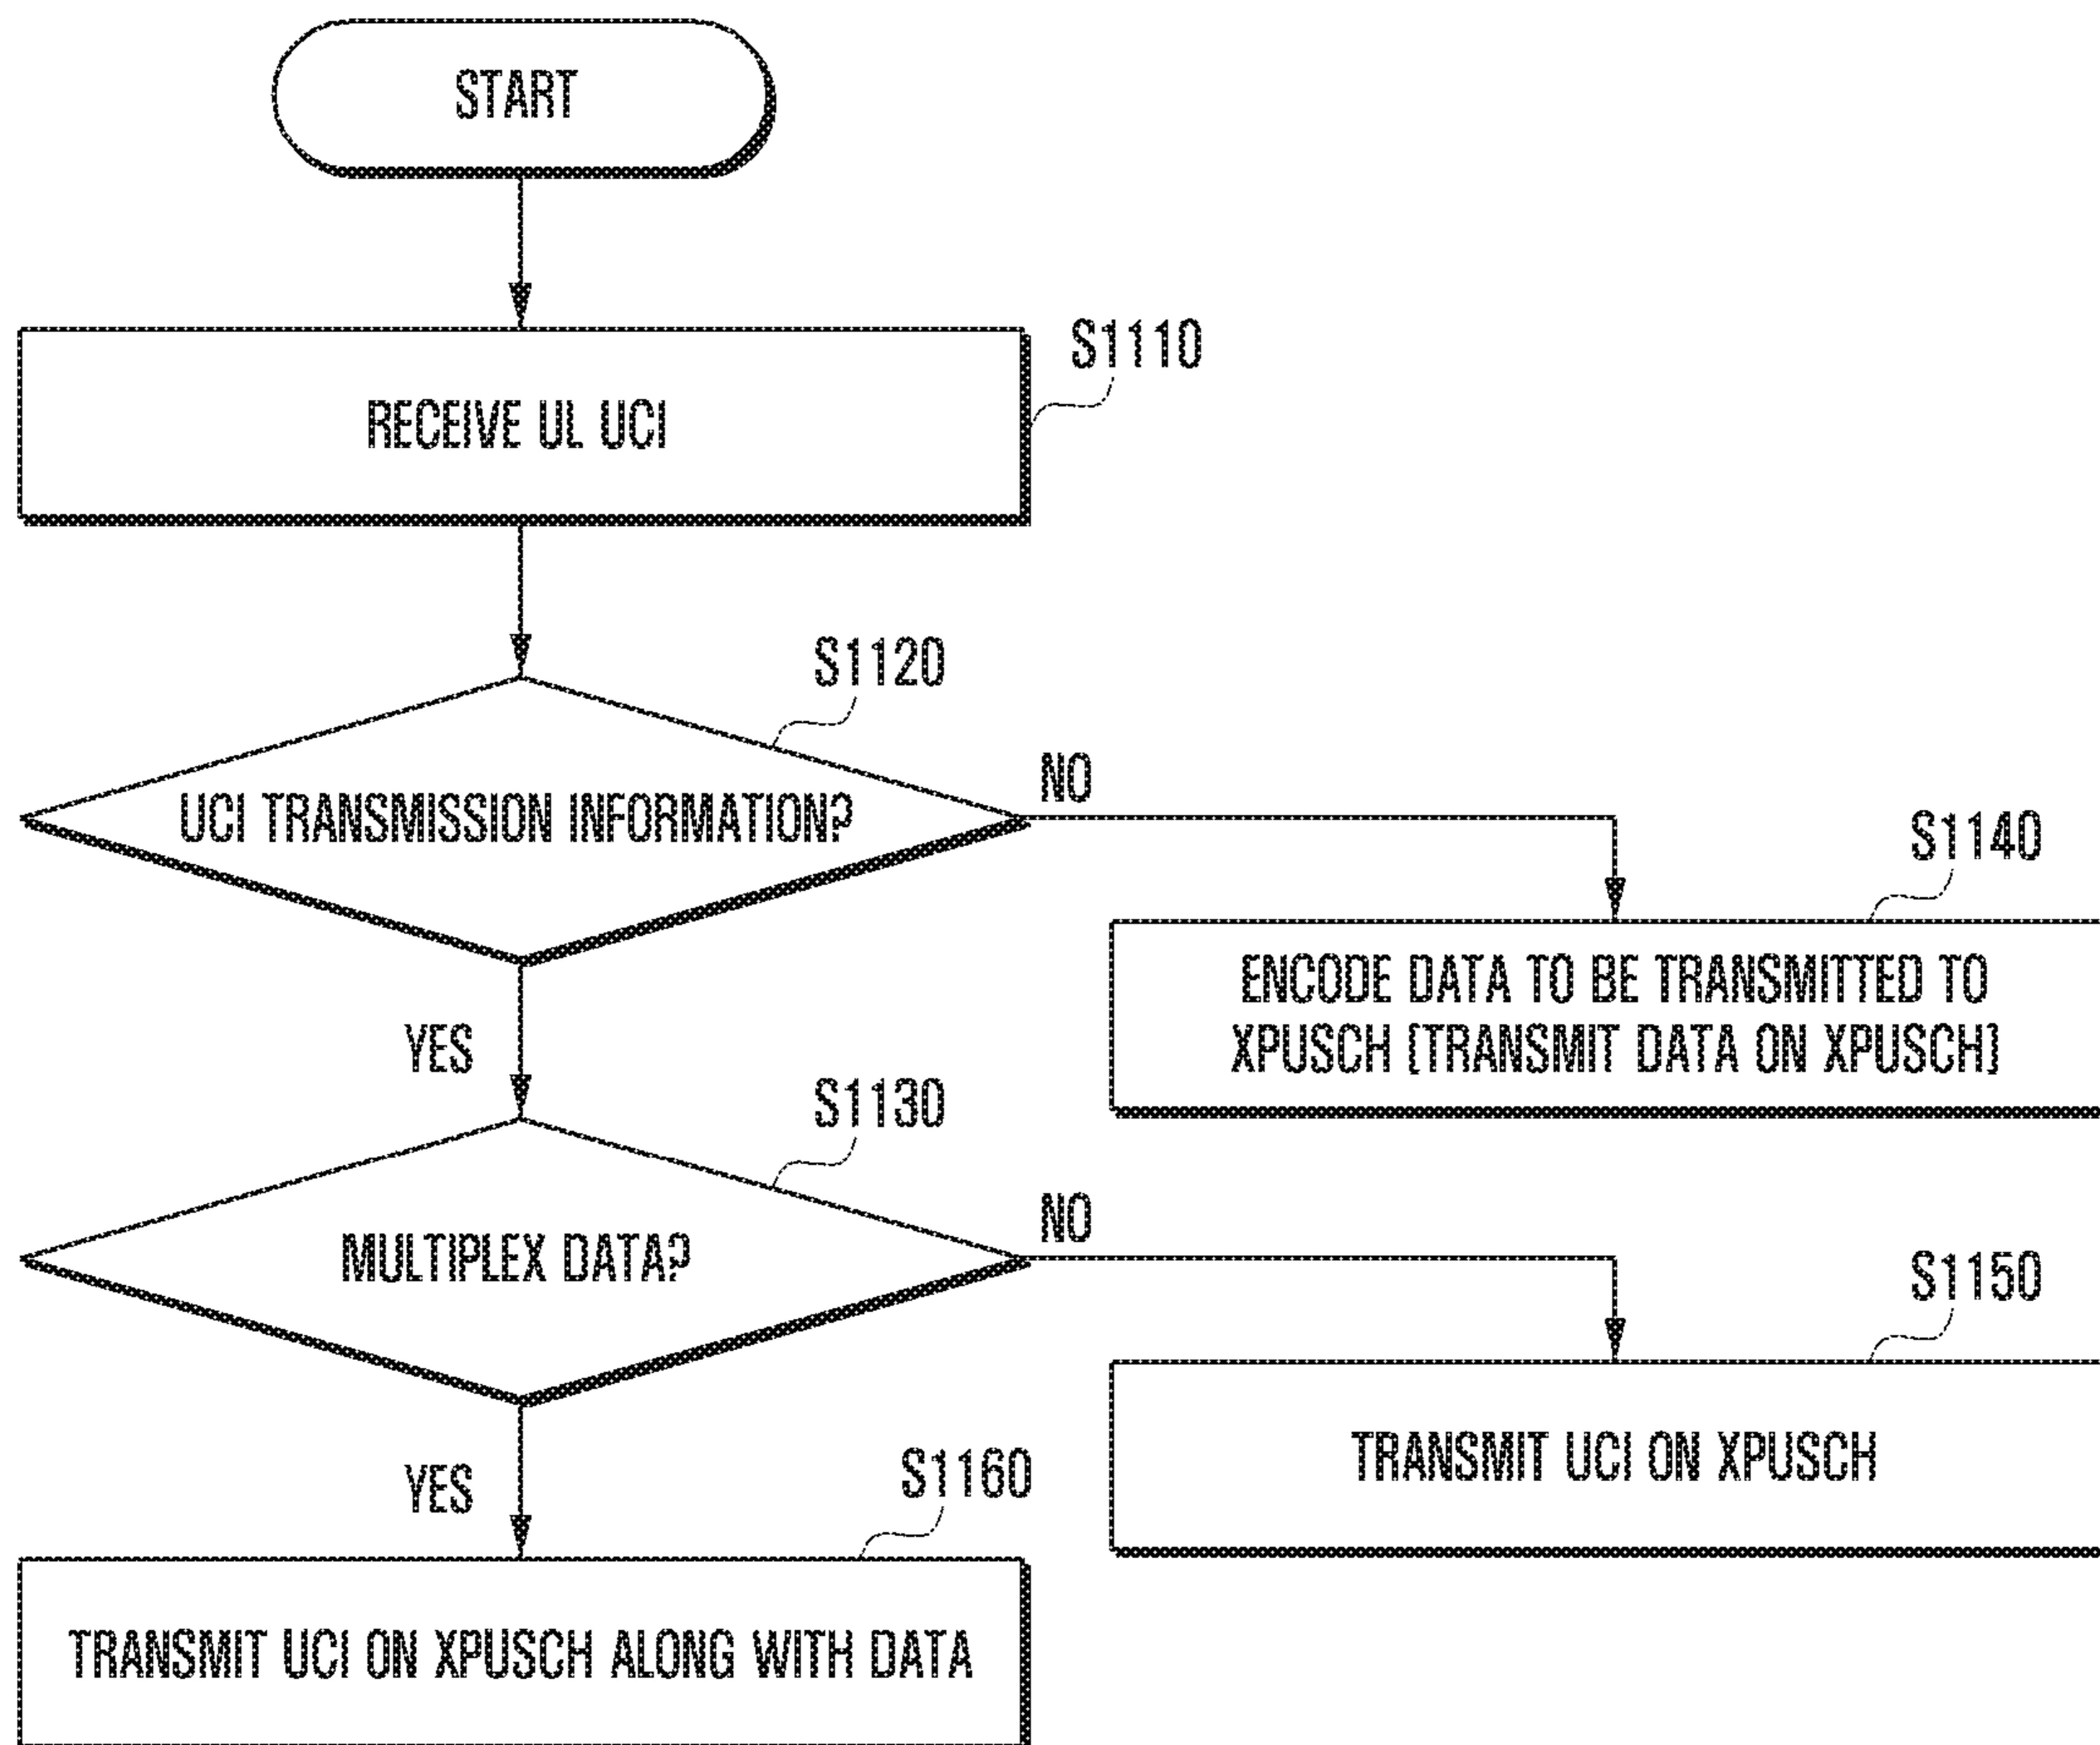 START
S1110
RECEIVE UL UCI
S1120
UCI TRANSMISSION INFORMATION?
NO
S1140
ENCODE DATA TO BE TRANSMITTED TO
XPUSCH [TRANSMIT DATA ON XPUSCH]
YES
S1130
MULTIPLEX DATA?
NO
S1150
TRANSMIT UCI ON XPUSCH
YES
S1160
TRANSMIT UCI ON XPUSCH ALONG WITH DATA